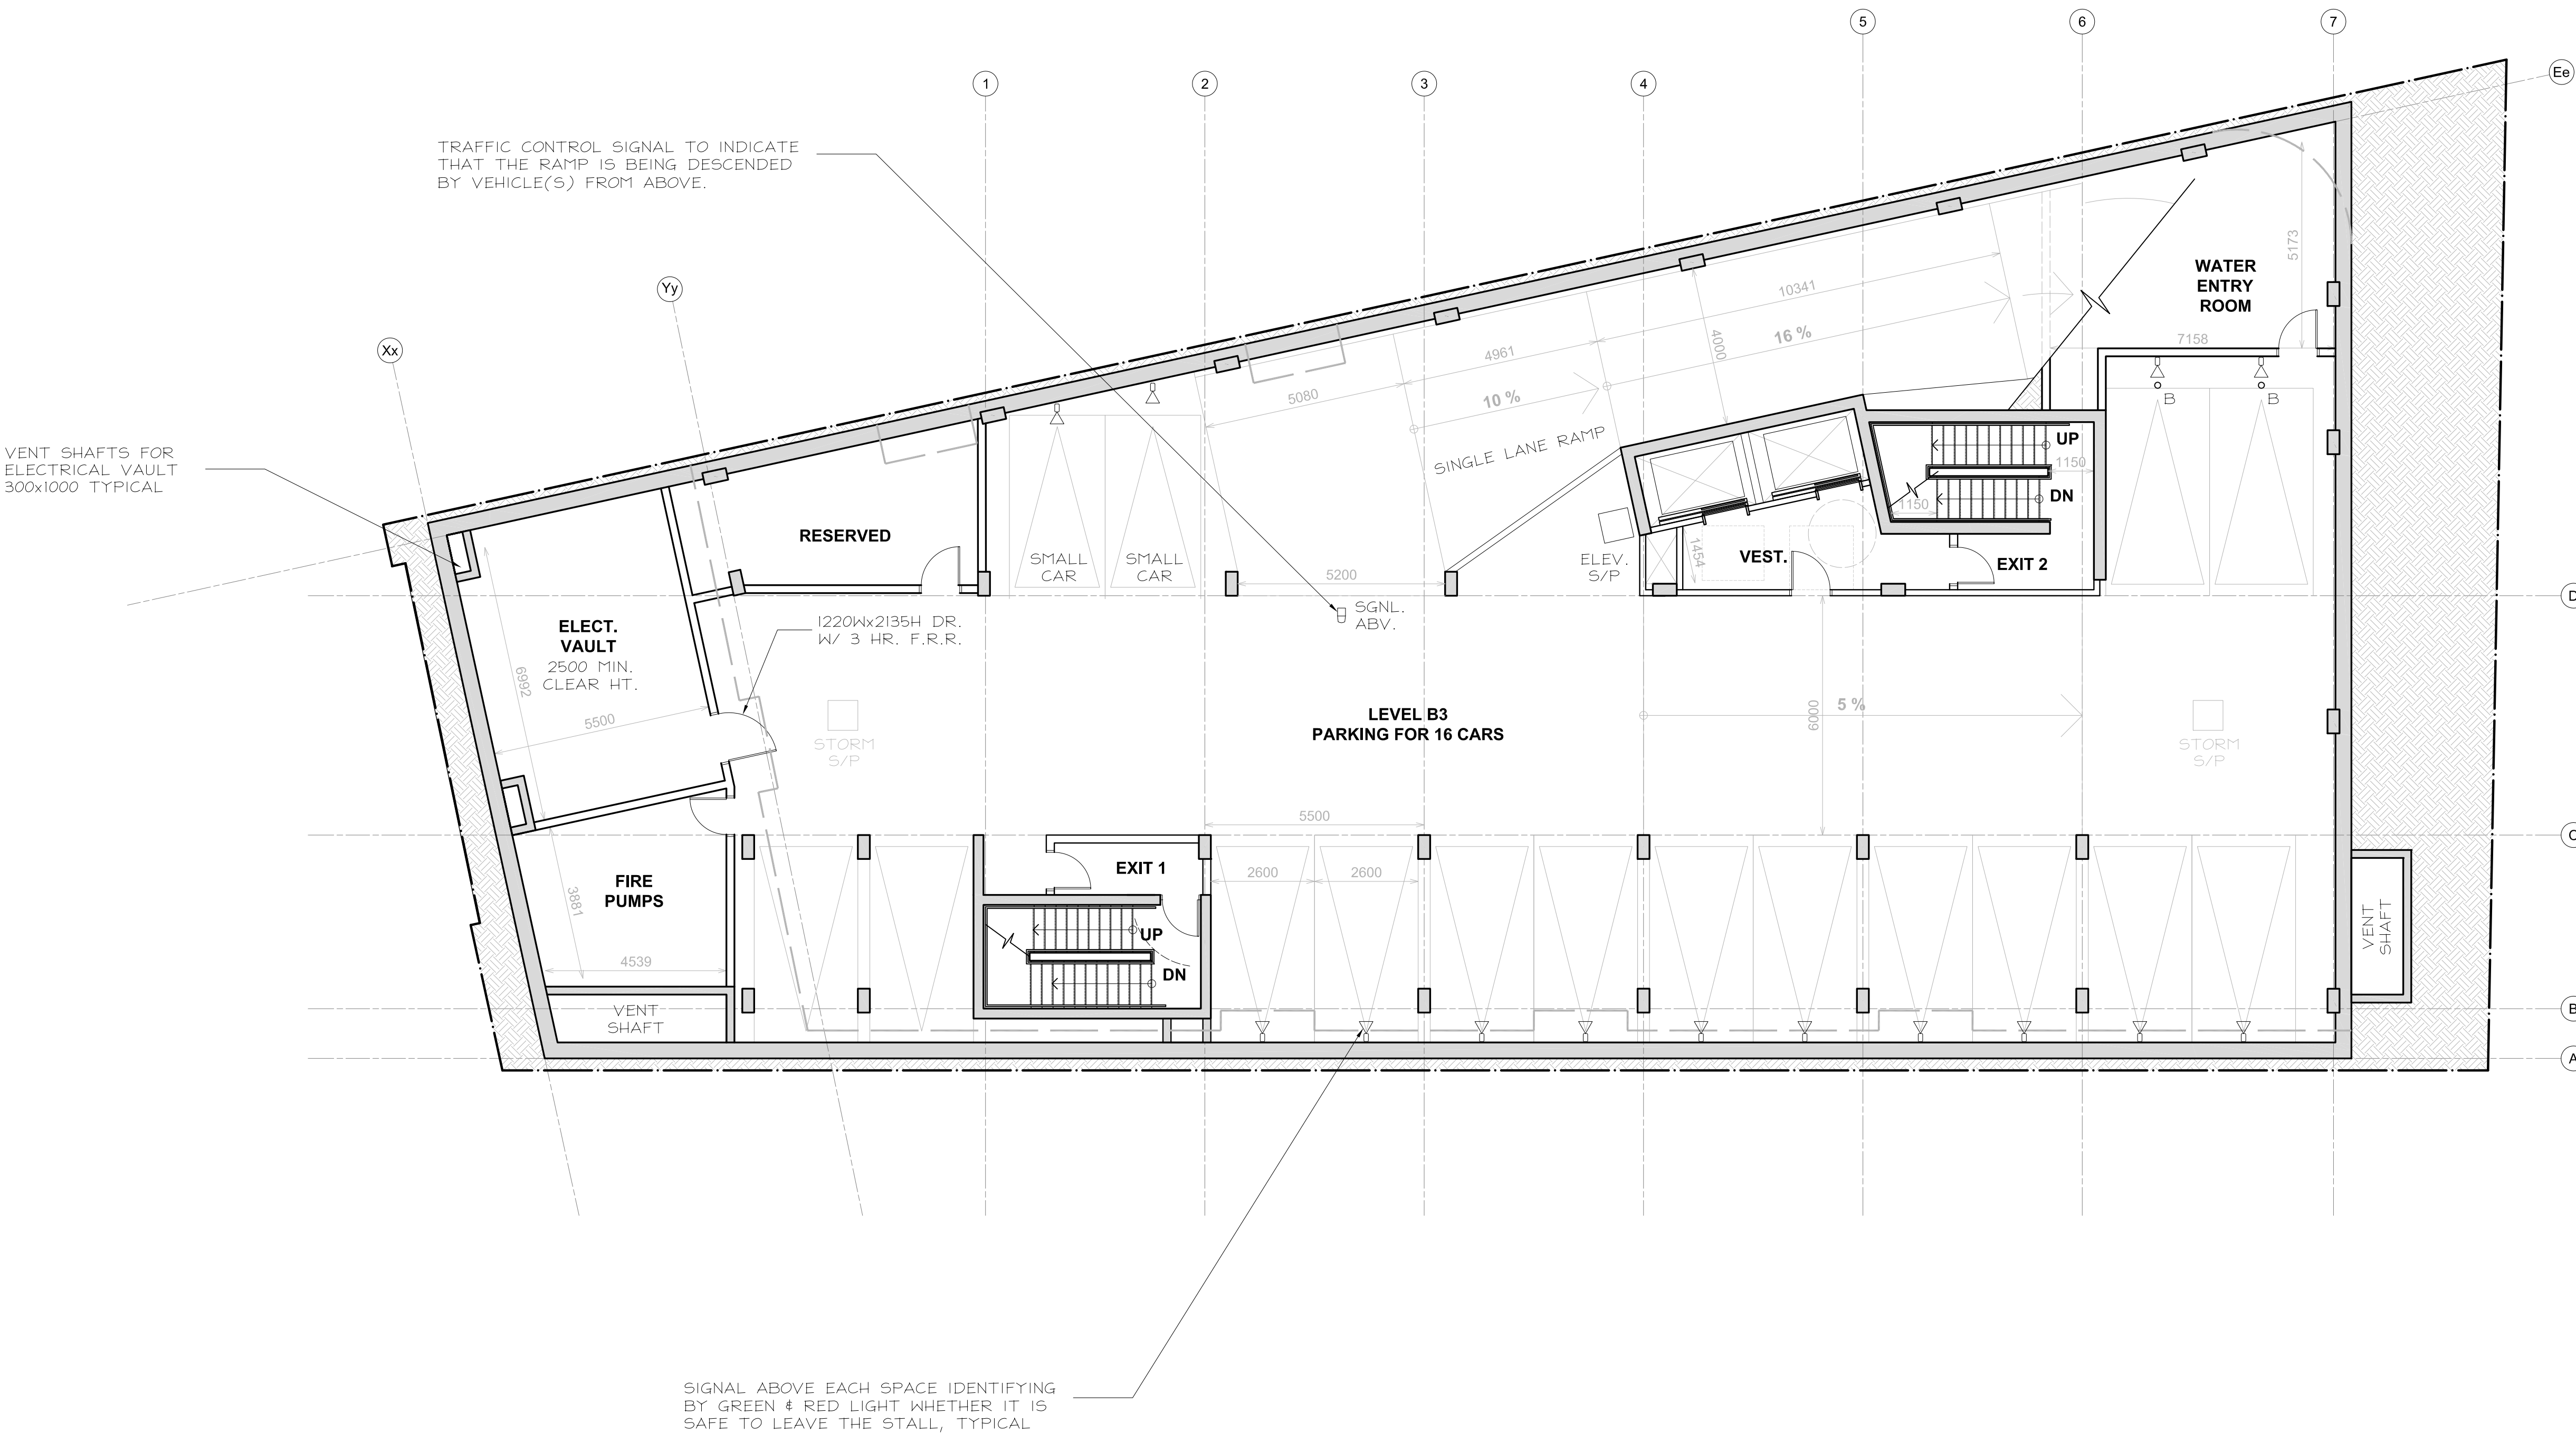 5
6
7
Ee
1
2
3
4
TRAFFIC CONTROL SIGNAL TO INDICATE
THAT THE RAMP IS BEING DESCENDED
BY VEHICLE(S) FROM ABOVE.
Yy
Xx
VENT SHAFTS FOR
ELECTRICAL VAULT
300x1000 TYPICAL
WATER
ENTRY
ROOM
5173
7158
10341
16 %
4000
4961
5080
10 %
SINGLE LANE RAMP
B
B
UP
1150
DN
1150
RESERVED
SMALL
CAR
SMALL
CAR
5200
ELEV.
S/P
1454
VEST.
EXIT 2
D
SGNL.
ABV.
1220Wx2135H DR.
W/ 3 HR. F.R.R.
ELECT.
VAULT
2500 MIN.
CLEAR HT.
6992
5500
STORM
S/P
LEVEL B3
PARKING FOR 16 CARS
6000
5 %
STORM
S/P
5500
C
EXIT 1
FIRE
PUMPS
3881
2600
2600
UP
DN
4539
VENT
SHAFT
VENT
SHAFT
B
A
SIGNAL ABOVE EACH SPACE IDENTIFYING
BY GREEN & RED LIGHT WHETHER IT IS
SAFE TO LEAVE THE STALL, TYPICAL